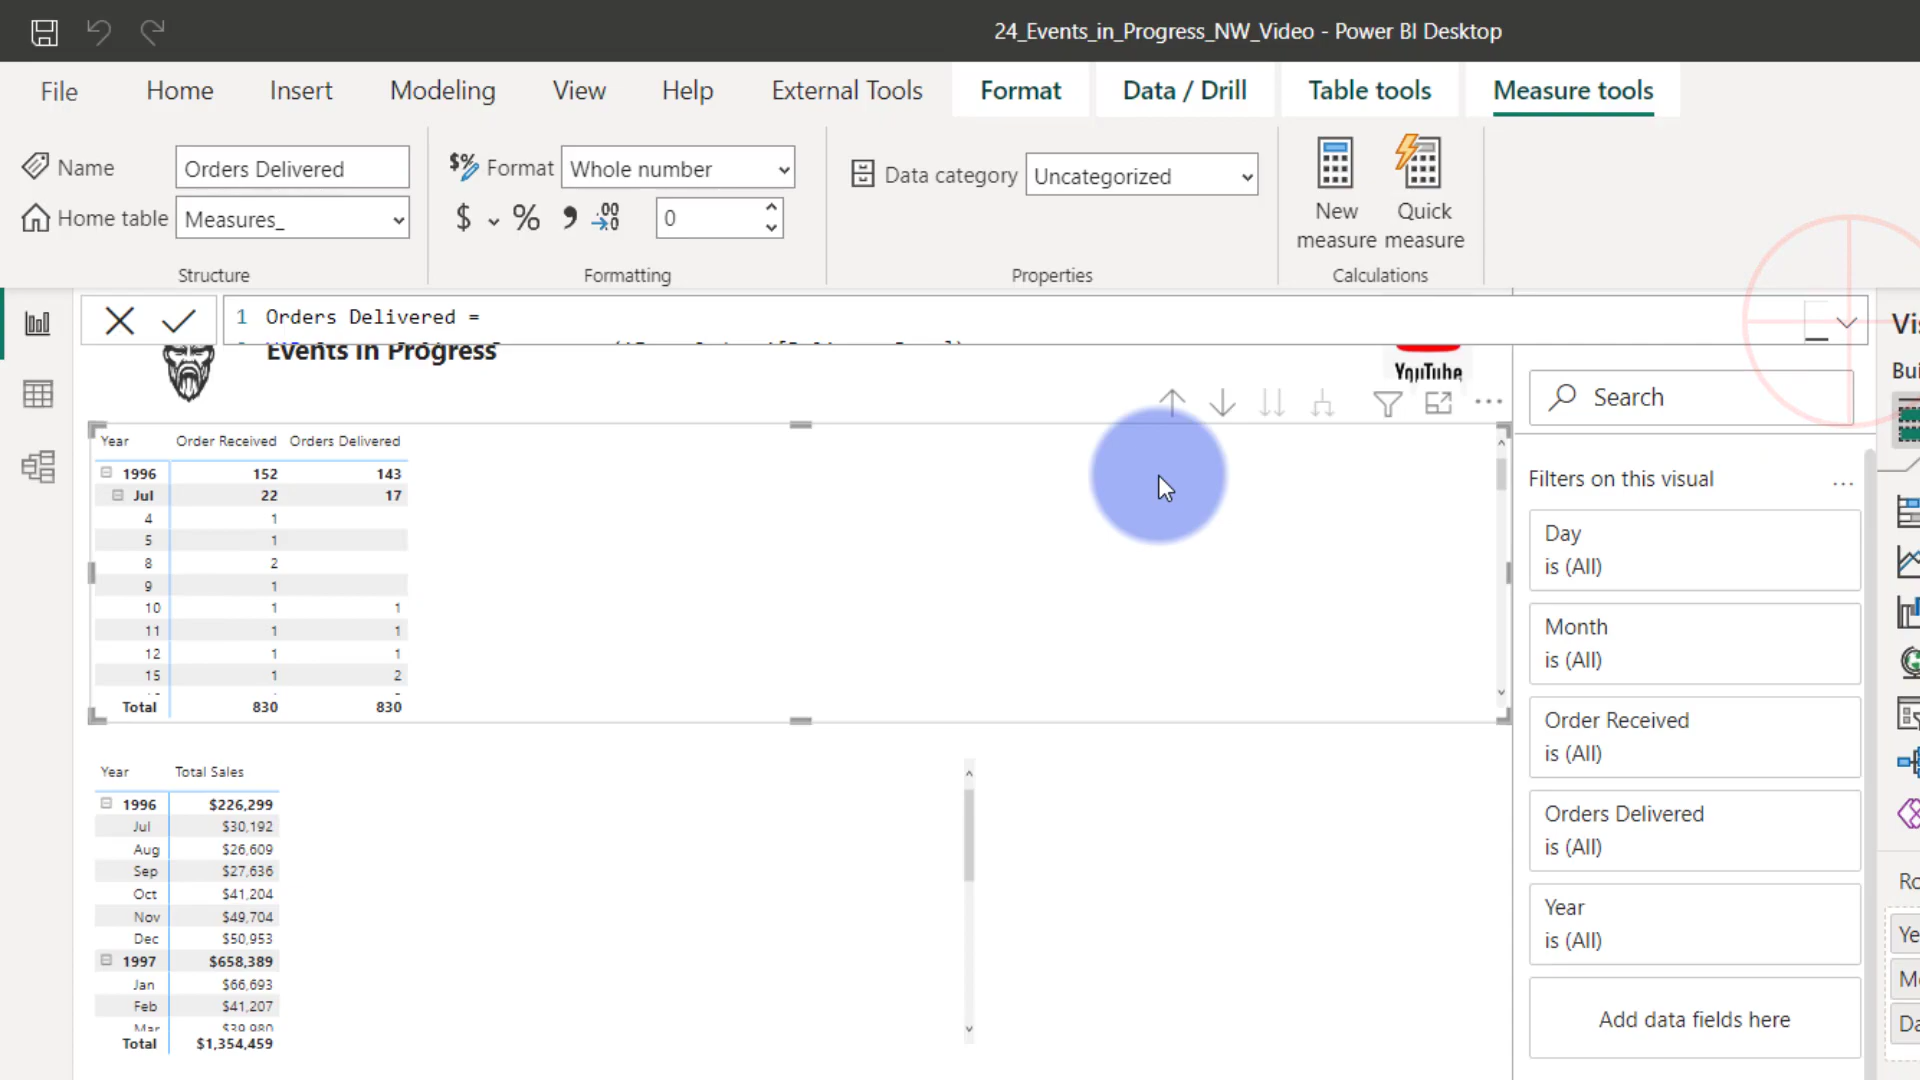 24_Events_in_Progress_NW_Video - Power BI Desktop
File Home Insert Modeling View Help External Tools Format Data / Drill Table tools Measure tools
Name Orders Delivered
Home table Measures_
Structure
$% Format Whole number
$ % , .00 0
Formatting
Data category Uncategorized
Properties
New measure
Quick measure
Calculations
1 Orders Delivered =
Events in Progress
YouTube
Year Order Received Orders Delivered
1996 152 143
Jul 22 17
4 1
5 1
8 2
9 1
10 1 1
11 1 1
12 1 1
15 1 2
Total 830 830
Year Total Sales
1996 $226,299
Jul $30,192
Aug $26,609
Sep $27,636
Oct $41,204
Nov $49,704
Dec $50,953
1997 $658,389
Jan $66,693
Feb $41,207
Mar $39,980
Total $1,354,459
Search
Filters on this visual ...
Day
is (All)
Month
is (All)
Order Received
is (All)
Orders Delivered
is (All)
Year
is (All)
Add data fields here